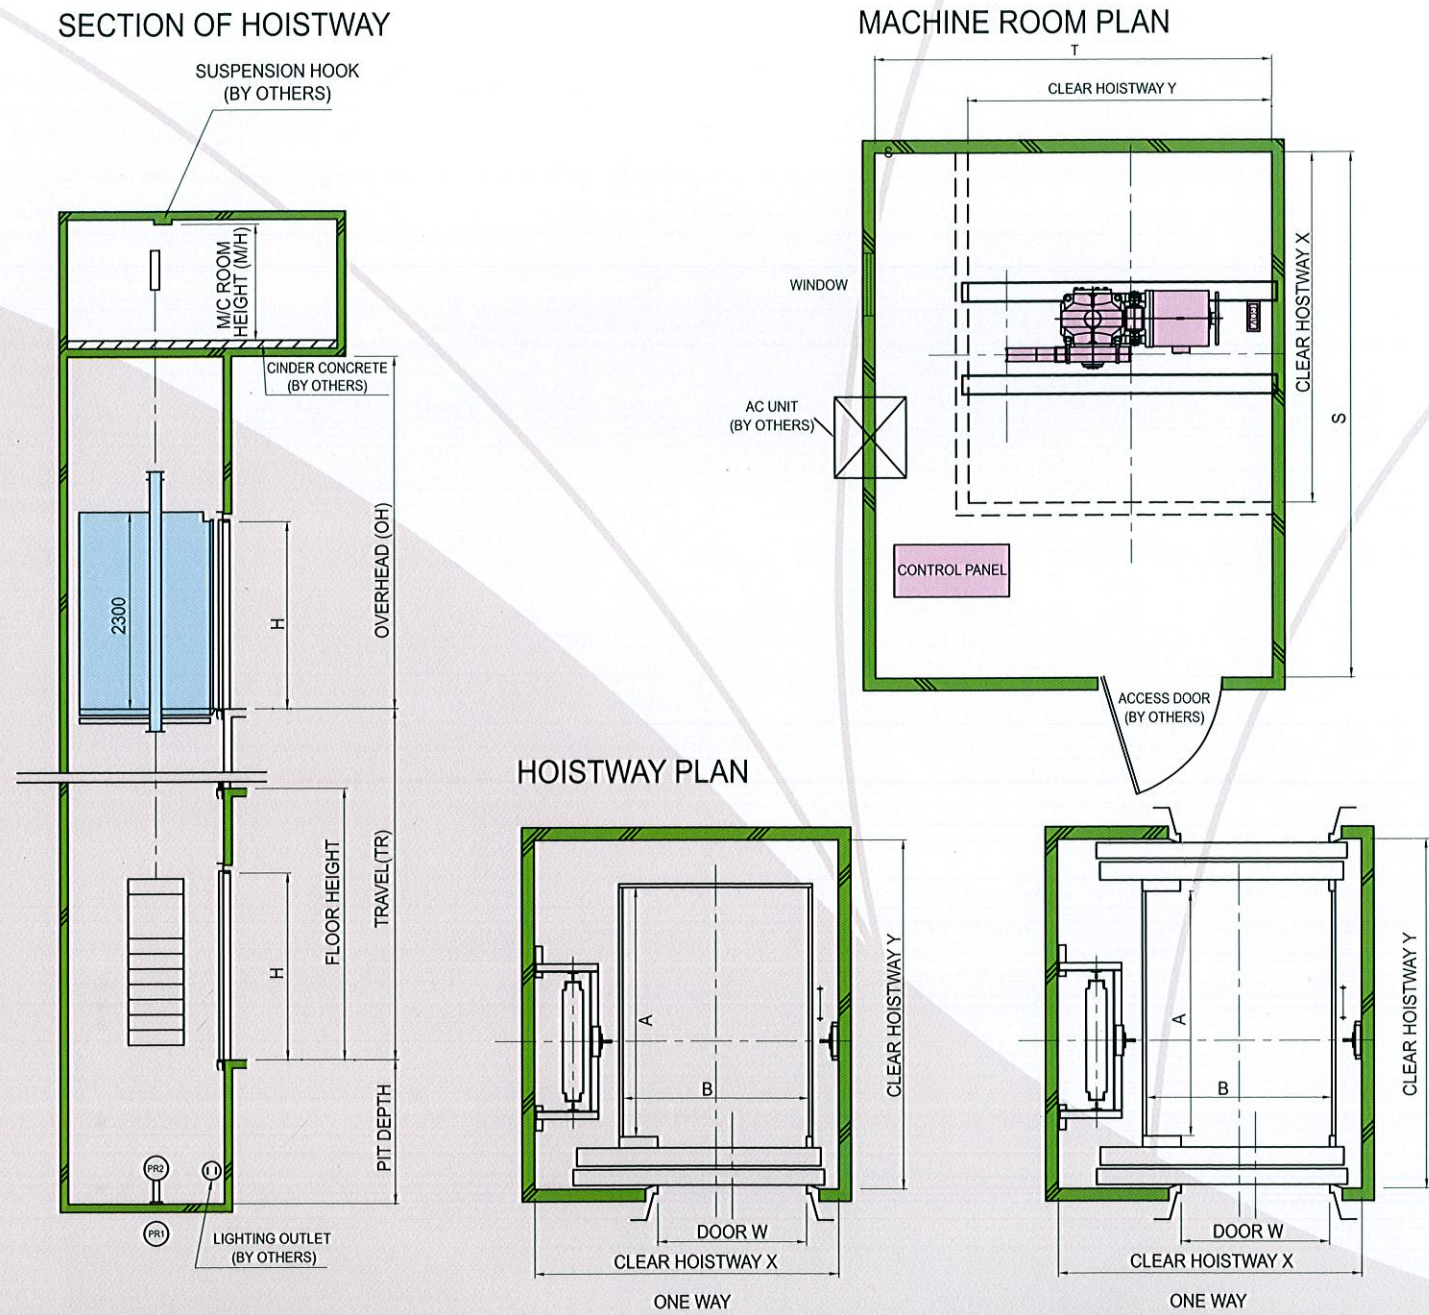 SECTION OF HOISTWAY
SUSPENSION HOOK
(BY OTHERS)
M/C ROOM
HEIGHT (M/H)
CINDER CONCRETE
(BY OTHERS)
2300
H
OVERHEAD (OH)
FLOOR HEIGHT
TRAVEL(TR)
H
PIT DEPTH
PR2
PR1
LIGHTING OUTLET
(BY OTHERS)
MACHINE ROOM PLAN
T
CLEAR HOISTWAY Y
S
WINDOW
GOV
CLEAR HOSTWAY X
S
AC UNIT
(BY OTHERS)
CONTROL PANEL
ACCESS DOOR
(BY OTHERS)
HOISTWAY PLAN
A
B
CLEAR HOISTWAY Y
DOOR W
CLEAR HOISTWAY X
ONE WAY
A
B
CLEAR HOISTWAY Y
DOOR W
CLEAR HOISTWAY X
ONE WAY